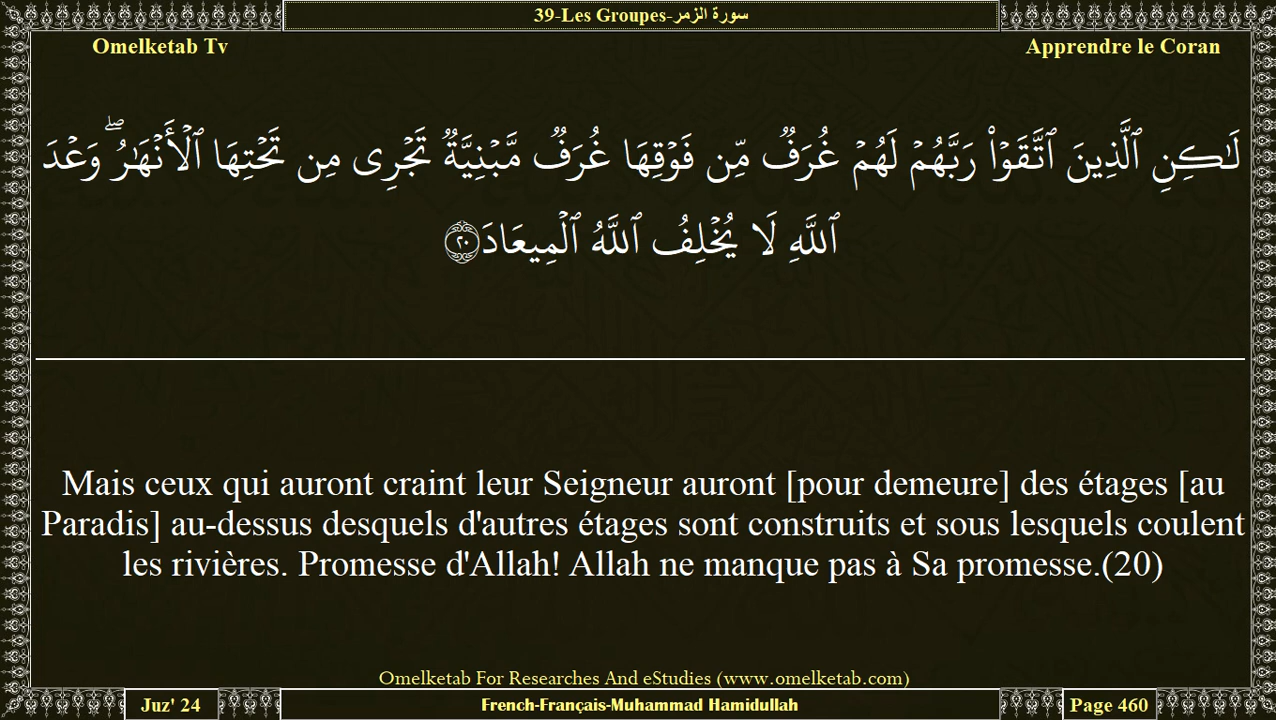 39-Les Groupes-سورة الزمر
Omelketab Tv
Apprendre le Coran
لَٰكِنِ ٱلَّذِينَ ٱتَّقَوۡاْ رَبَّهُمۡ لَهُمۡ غُرَفٞ مِّن فَوۡقِهَا غُرَفٞ مَّبۡنِيَّةٞ تَجۡرِى مِن تَحۡتِهَا ٱلۡأَنۡهَٰرُۖ وَعۡدَ
ٱللَّهِ لَا يُخۡلِفُ ٱللَّهُ ٱلۡمِيعَادَ ۝٢٠
Mais ceux qui auront craint leur Seigneur auront [pour demeure] des étages [au
Paradis] au-dessus desquels d'autres étages sont construits et sous lesquels coulent
les rivières. Promesse d'Allah! Allah ne manque pas à Sa promesse.(20)
Omelketab For Researches And eStudies (www.omelketab.com)
Juz' 24
French-Français-Muhammad Hamidullah
Page 460